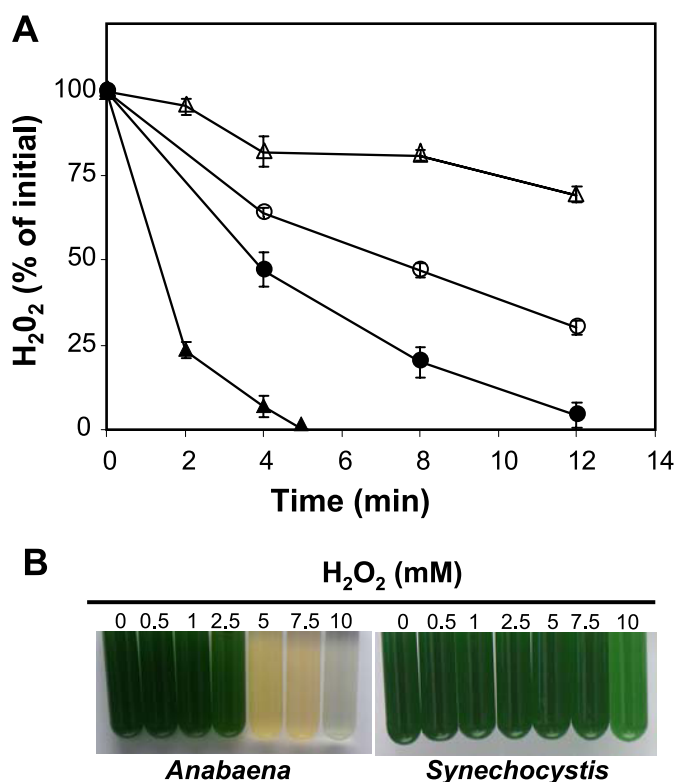 A
H₂0₂ (% of initial)
100
75
50
25
0
0 2 4 6 8 10 12 14
Time (min)
B
H₂O₂ (mM)
0 0.5 1 2.5 5 7.5 10 0 0.5 1 2.5 5 7.5 10
Anabaena Synechocystis